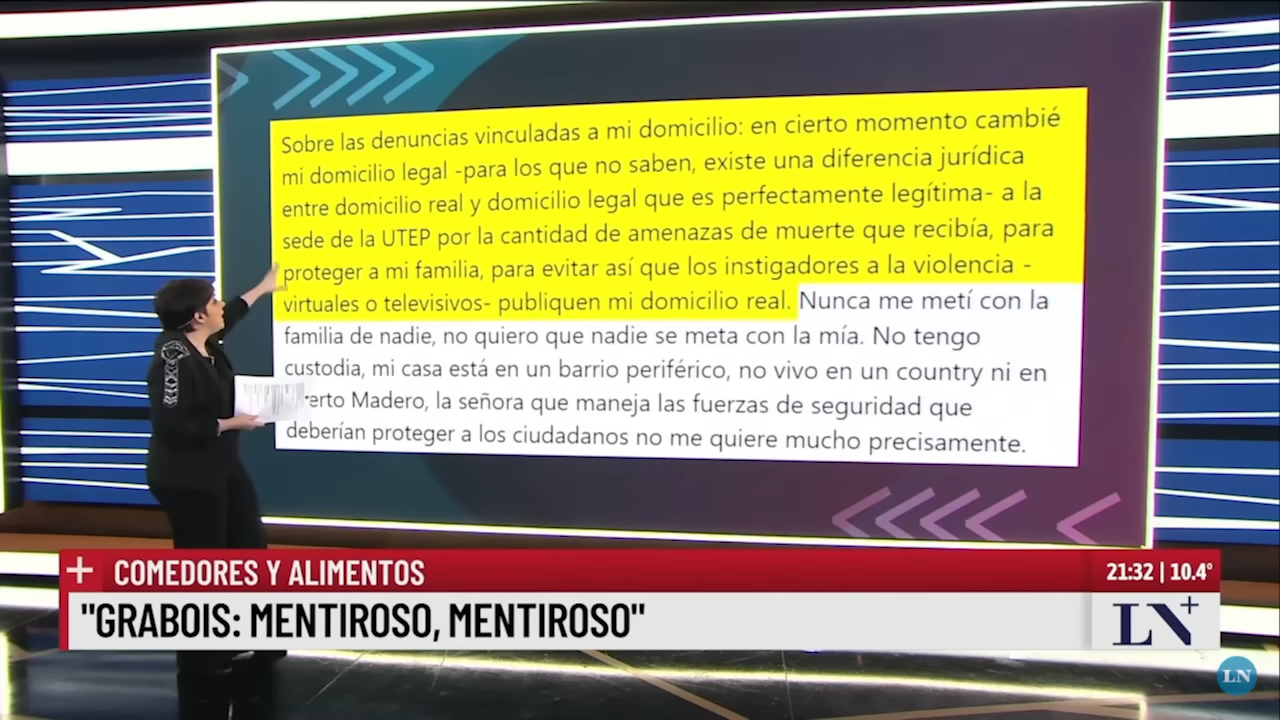 Sobre las denuncias vinculadas a mi domicilio: en cierto momento cambié
mi domicilio legal -para los que no saben, existe una diferencia jurídica
entre domicilio real y domicilio legal que es perfectamente legítima- a la
sede de la UTEP por la cantidad de amenazas de muerte que recibía, para
proteger a mi familia, para evitar así que los instigadores a la violencia -
virtuales o televisivos- publiquen mi domicilio real. Nunca me metí con la
familia de nadie, no quiero que nadie se meta con la mía. No tengo
custodia, mi casa está en un barrio periférico, no vivo en un country ni en
erto Madero, la señora que maneja las fuerzas de seguridad que
deberían proteger a los ciudadanos no me quiere mucho precisamente.
+ COMEDORES Y ALIMENTOS
21:32 | 10.4°
"GRABOIS: MENTIROSO, MENTIROSO"
LN+
LN